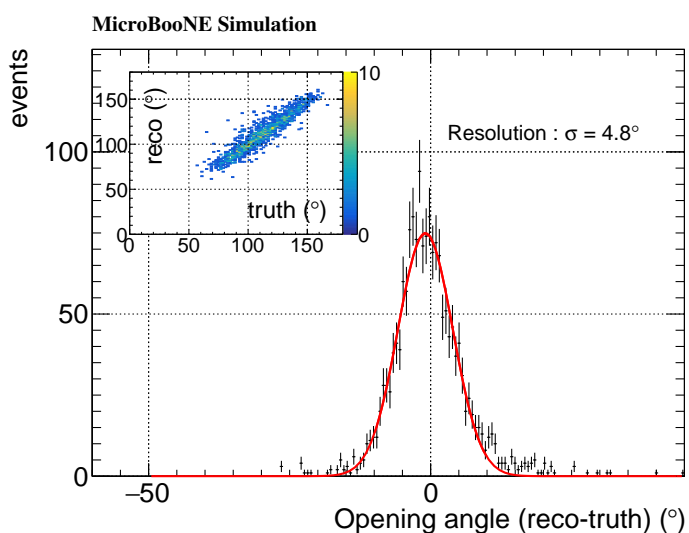 MicroBooNE Simulation
events
Resolution : σ = 4.8°
reco (°)
truth (°)
150
100
50
0
0
50
100
150
10
0
100
50
0
−50
0
Opening angle (reco-truth) (°)